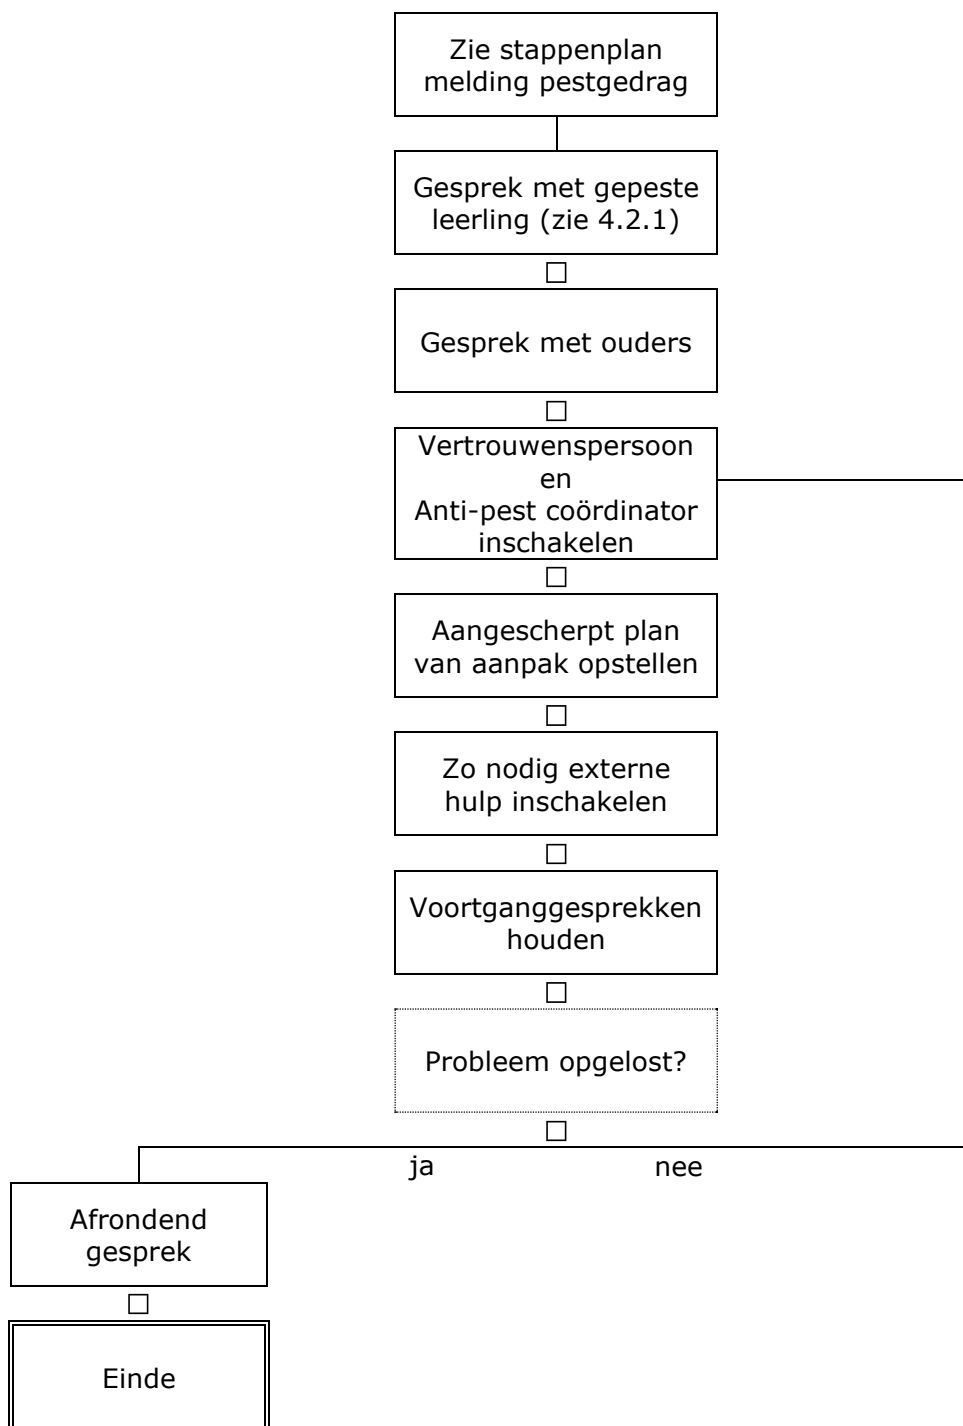 Zie stappenplan
melding pestgedrag
Gesprek met gepeste
leerling (zie 4.2.1)
Gesprek met ouders
Vertrouwenspersoon
en
Anti-pest coördinator
inschakelen
Aangescherpt plan
van aanpak opstellen
Zo nodig externe
hulp inschakelen
Voortganggesprekken
houden
Probleem opgelost?
ja
nee
Afrondend
gesprek
Einde